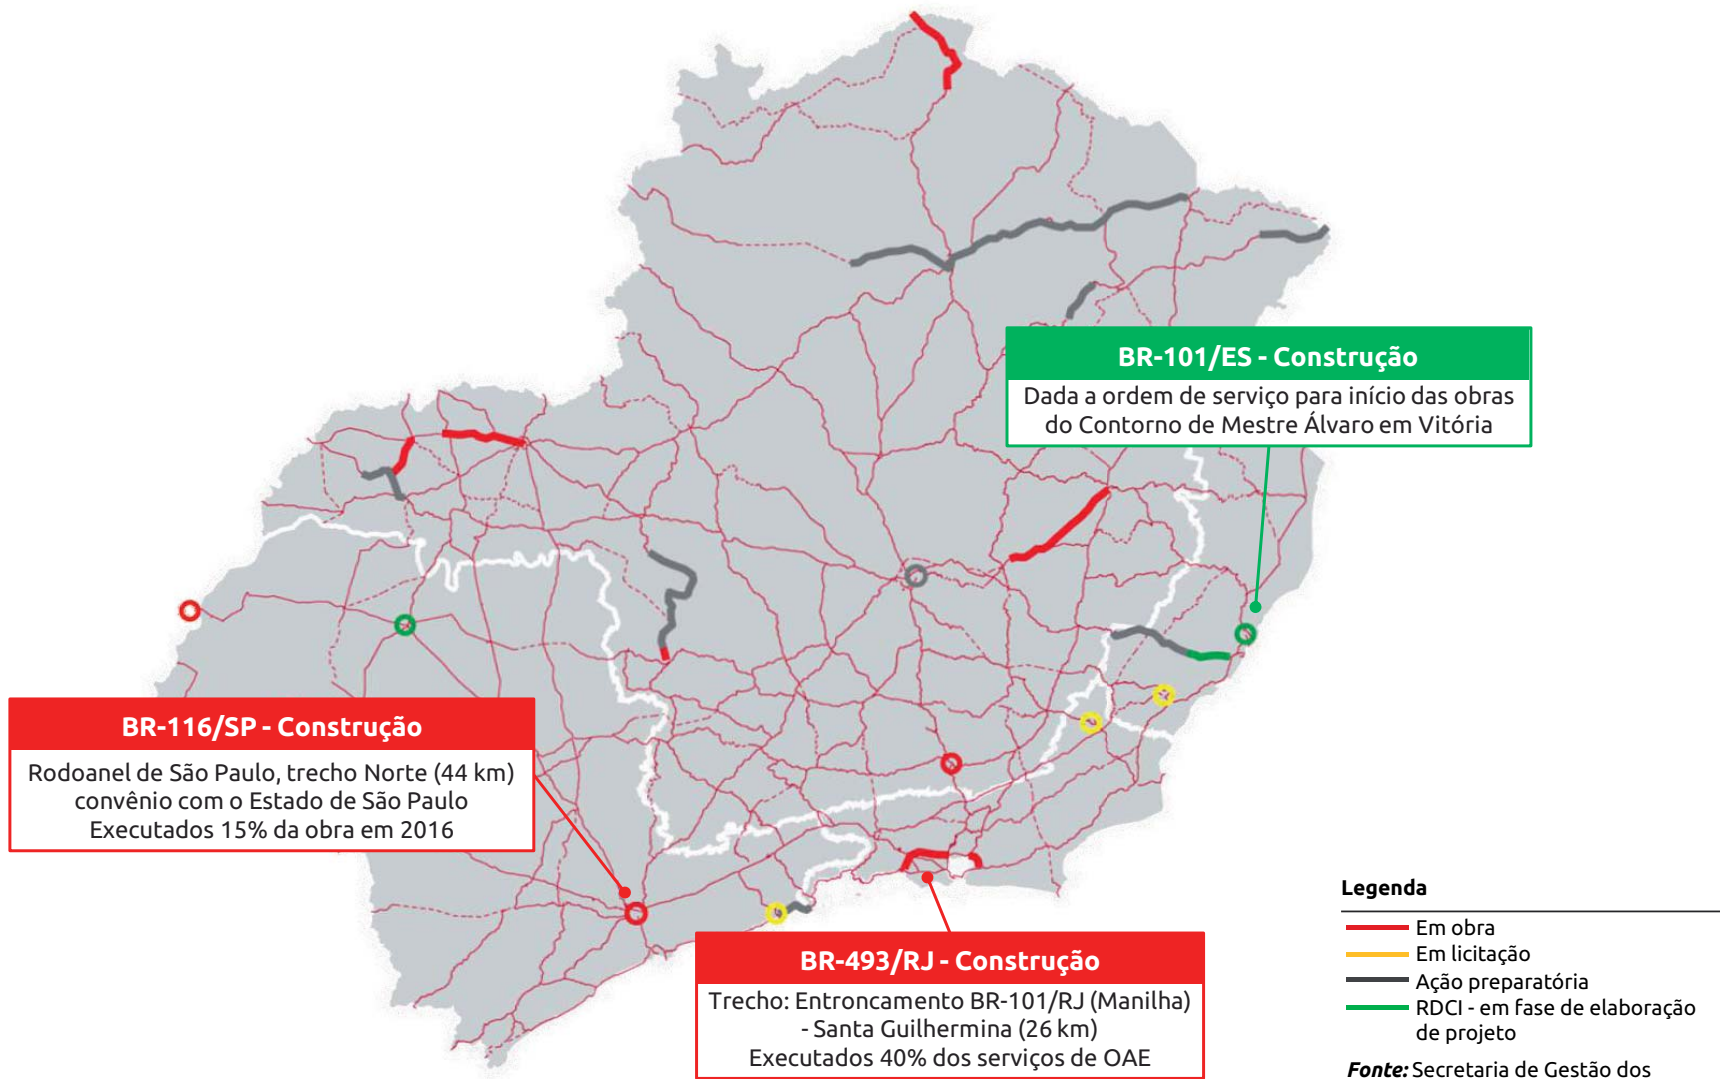 BR-101/ES - Construção
Dada a ordem de serviço para início das obras
do Contorno de Mestre Álvaro em Vitória
BR-116/SP - Construção
Rodoanel de São Paulo, trecho Norte (44 km)
convênio com o Estado de São Paulo
Executados 15% da obra em 2016
BR-493/RJ - Construção
Trecho: Entroncamento BR-101/RJ (Manilha)
- Santa Guilhermina (26 km)
Executados 40% dos serviços de OAE
Legenda
Em obra
Em licitação
Ação preparatória
RDCI - em fase de elaboração
de projeto
Fonte: Secretaria de Gestão dos